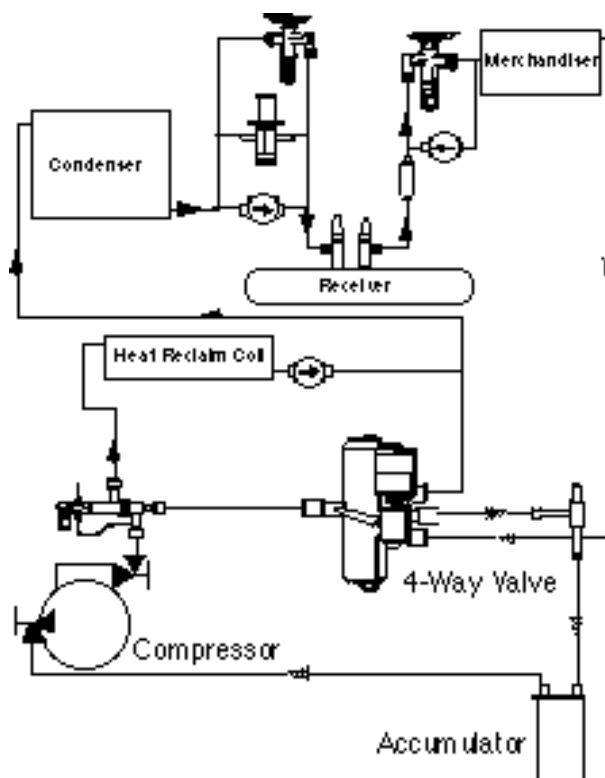 Merchandiser
Condenser
Receiver
Heat Reclaim Coil
4-Way Valve
Compressor
Accumulator